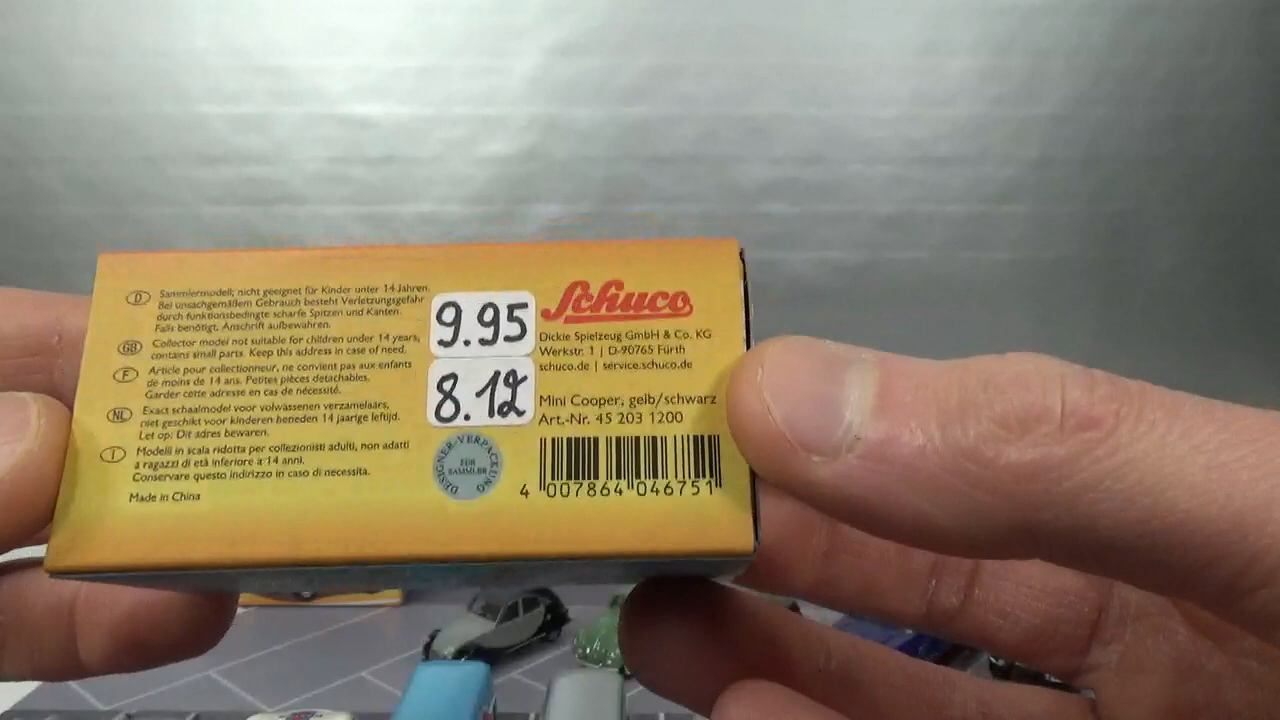 D Sammlermodell, nicht geeignet für Kinder unter 14 Jahren.
Bei unsachgemäßem Gebrauch besteht Verletzungsgefahr
durch funktionsbedingte scharfe Spitzen und Kanten.
Falls benötigt, Anschrift aufbewahren.
GB Collector model not suitable for children under 14 years,
contains small parts. Keep this address in case of need.
F Article pour collectionneur, ne convient pas aux enfants
de moins de 14 ans. Petites pièces detachables.
Garder cette adresse en cas de nécesité.
NL Exact schaalmodel voor volwassenen verzamelaars,
niet geschikt voor kinderen beneden 14 jaarige leftijd.
Let op: Dit adres bewaren.
I Modelli in scala ridotta per collezionisti adulti, non adatti
a ragazzi di età inferiore a 14 anni.
Conservare questo indirizzo in caso di necessita.
Made in China
9.95
8.12
DESIGNER-VERPACKUNG
FÜR
SAMMLER
Schuco
Dickie Spielzeug GmbH & Co. KG
Werkstr. 1 | D-90765 Fürth
schuco.de | service.schuco.de
Mini Cooper, gelb/schwarz
Art.-Nr. 45 203 1200
4 007864 046751